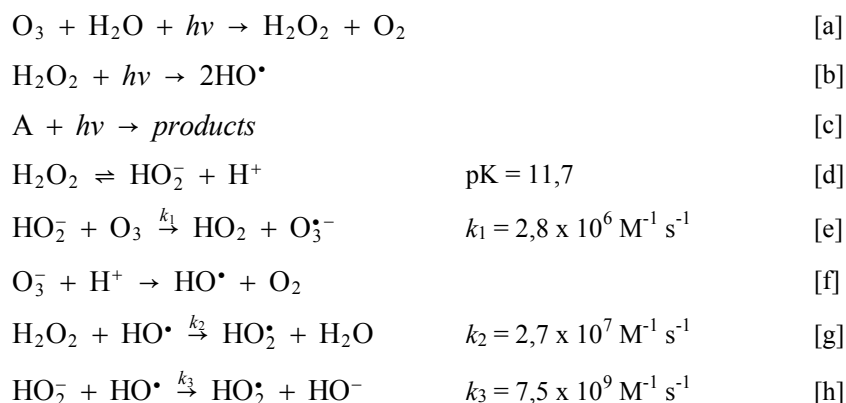 O₃ + H₂O + hν → H₂O₂ + O₂ [a]
H₂O₂ + hν → 2HO• [b]
A + hν → products [c]
H₂O₂ ⇌ HO₂⁻ + H⁺ pK = 11,7 [d]
HO₂⁻ + O₃ →(k₁) HO₂ + O₃•⁻ k₁ = 2,8 x 10⁶ M⁻¹ s⁻¹ [e]
O₃⁻ + H⁺ → HO• + O₂ [f]
H₂O₂ + HO• →(k₂) HO₂• + H₂O k₂ = 2,7 x 10⁷ M⁻¹ s⁻¹ [g]
HO₂⁻ + HO• →(k₃) HO₂• + HO⁻ k₃ = 7,5 x 10⁹ M⁻¹ s⁻¹ [h]